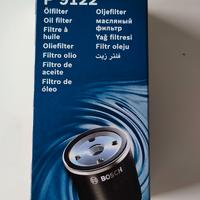 P 9122
Ölfilter
Oil filter
Filtre à
huile
Oliefilter
Filtro olio
Filtro de
aceite
Filtro de
óleo
Oljefilter
масляный
фильтр
Yağ filtresi
Filtr oleju
فلتر زيت
BOSCH